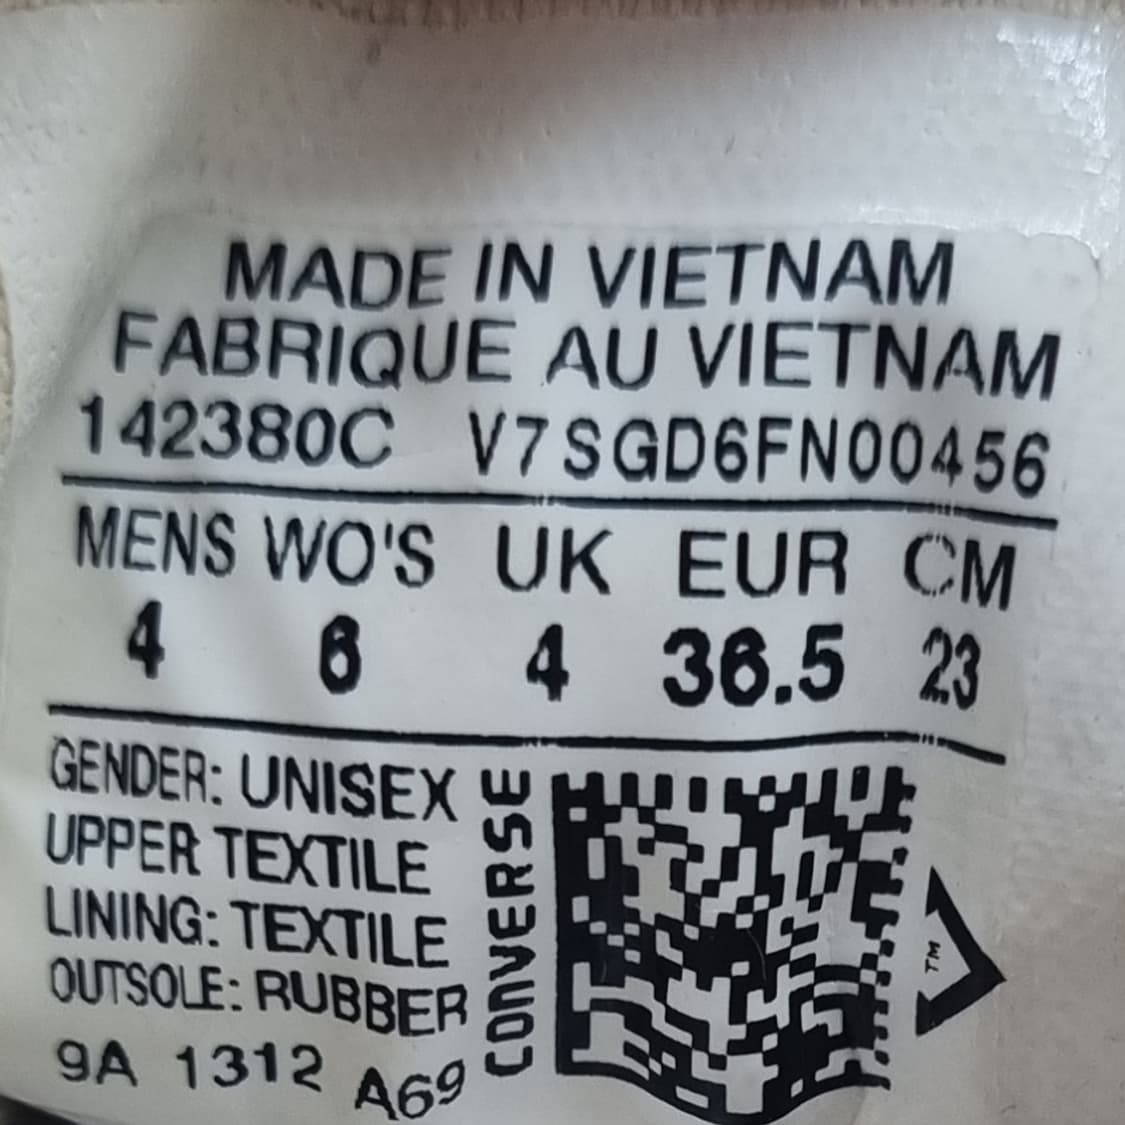 MADE IN VIETNAM
FABRIQUE AU VIETNAM
142380C V7SGD6FN00456
MENS WO'S UK EUR CM
4 6 4 36.5 23
GENDER: UNISEX
UPPER TEXTILE
LINING: TEXTILE
OUTSOLE: RUBBER
9A 1312 A69
CONVERSE
TM